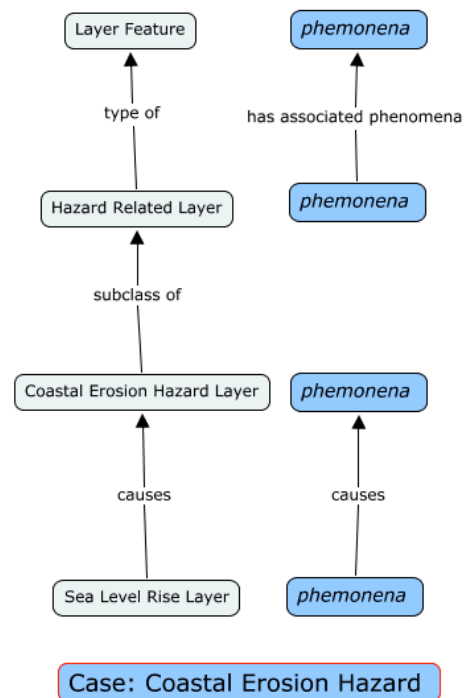 Layer Feature
phemonena
type of
has associated phenomena
Hazard Related Layer
phemonena
subclass of
Coastal Erosion Hazard Layer
phemonena
causes
causes
Sea Level Rise Layer
phemonena
Case: Coastal Erosion Hazard